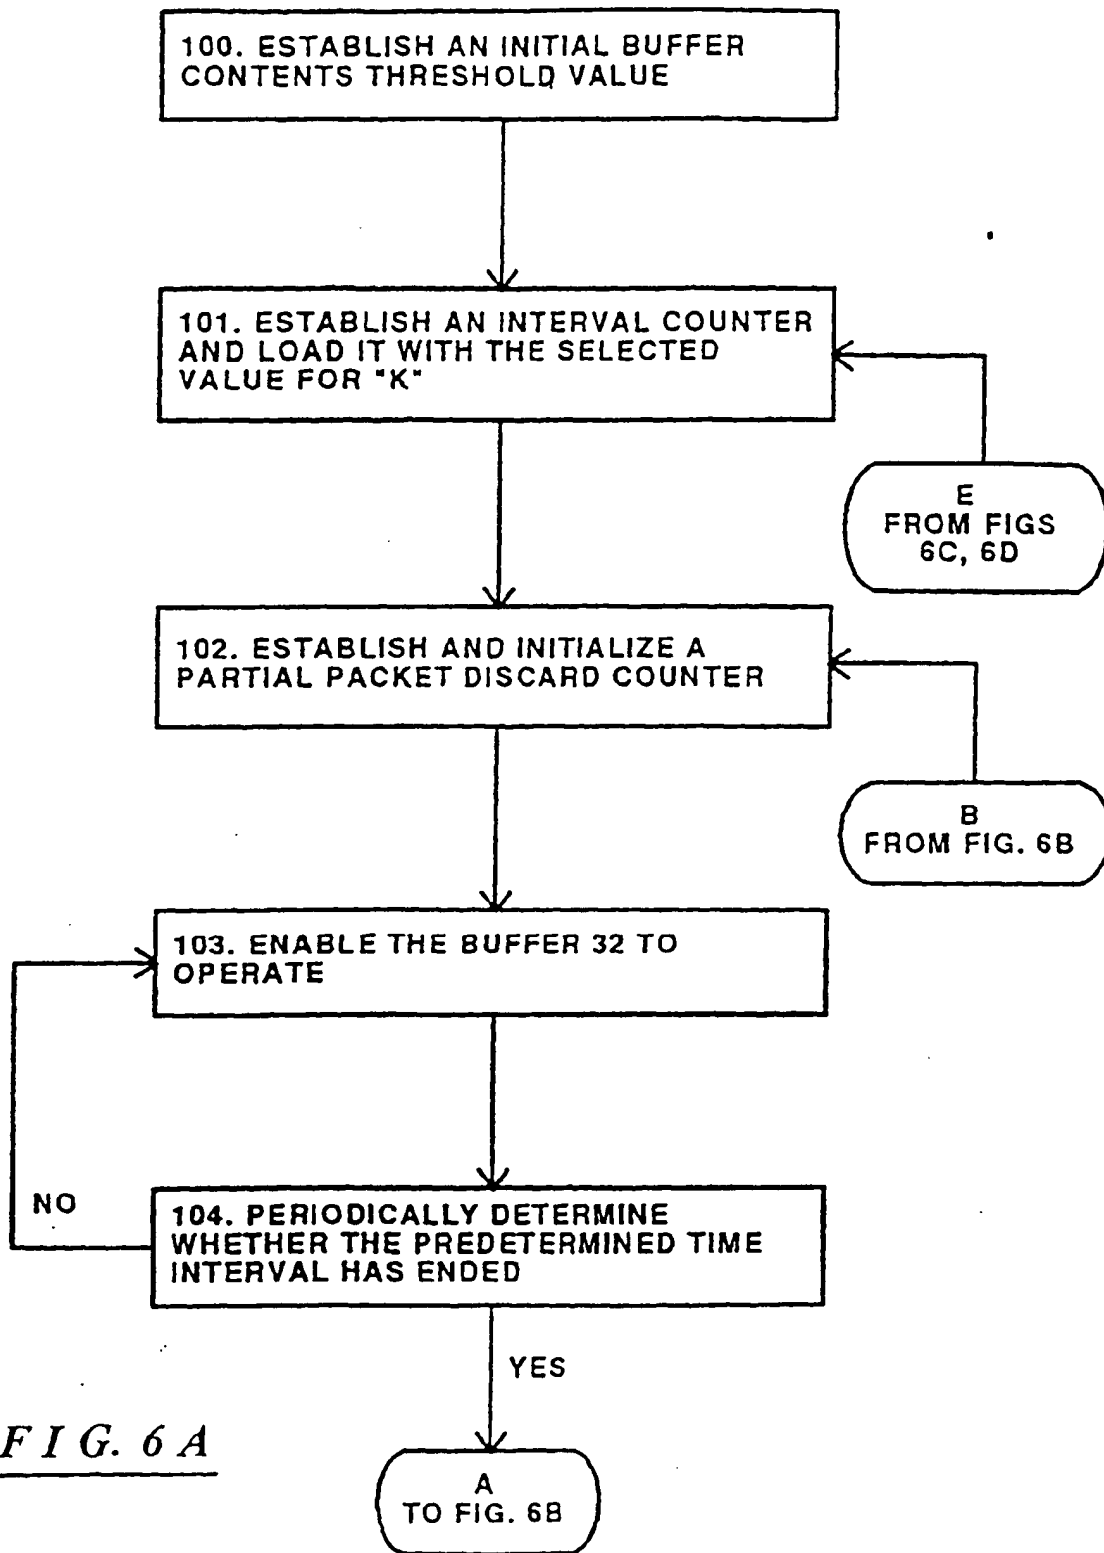 100. ESTABLISH AN INITIAL BUFFER
CONTENTS THRESHOLD VALUE
101. ESTABLISH AN INTERVAL COUNTER
AND LOAD IT WITH THE SELECTED
VALUE FOR "K"
E
FROM FIGS
6C, 6D
102. ESTABLISH AND INITIALIZE A
PARTIAL PACKET DISCARD COUNTER
B
FROM FIG. 6B
103. ENABLE THE BUFFER 32 TO
OPERATE
NO
104. PERIODICALLY DETERMINE
WHETHER THE PREDETERMINED TIME
INTERVAL HAS ENDED
YES
FIG. 6A
A
TO FIG. 6B